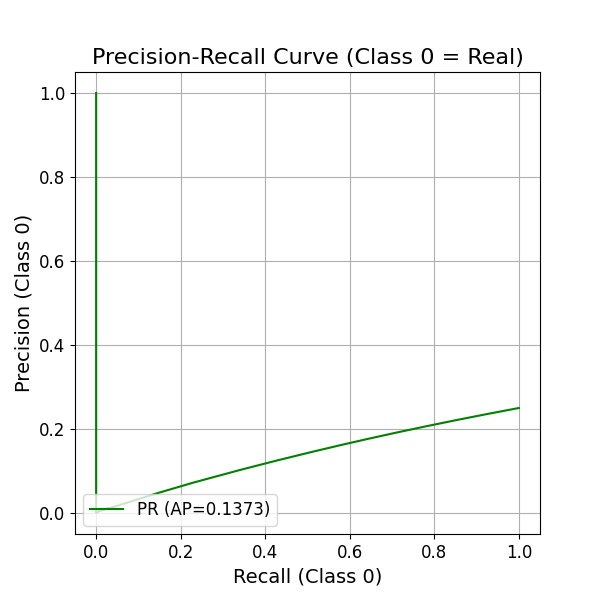 Precision-Recall Curve (Class 0 = Real)
Precision (Class 0)
1.0
0.8
0.6
0.4
0.2
0.0
PR (AP=0.1373)
0.0 0.2 0.4 0.6 0.8 1.0
Recall (Class 0)